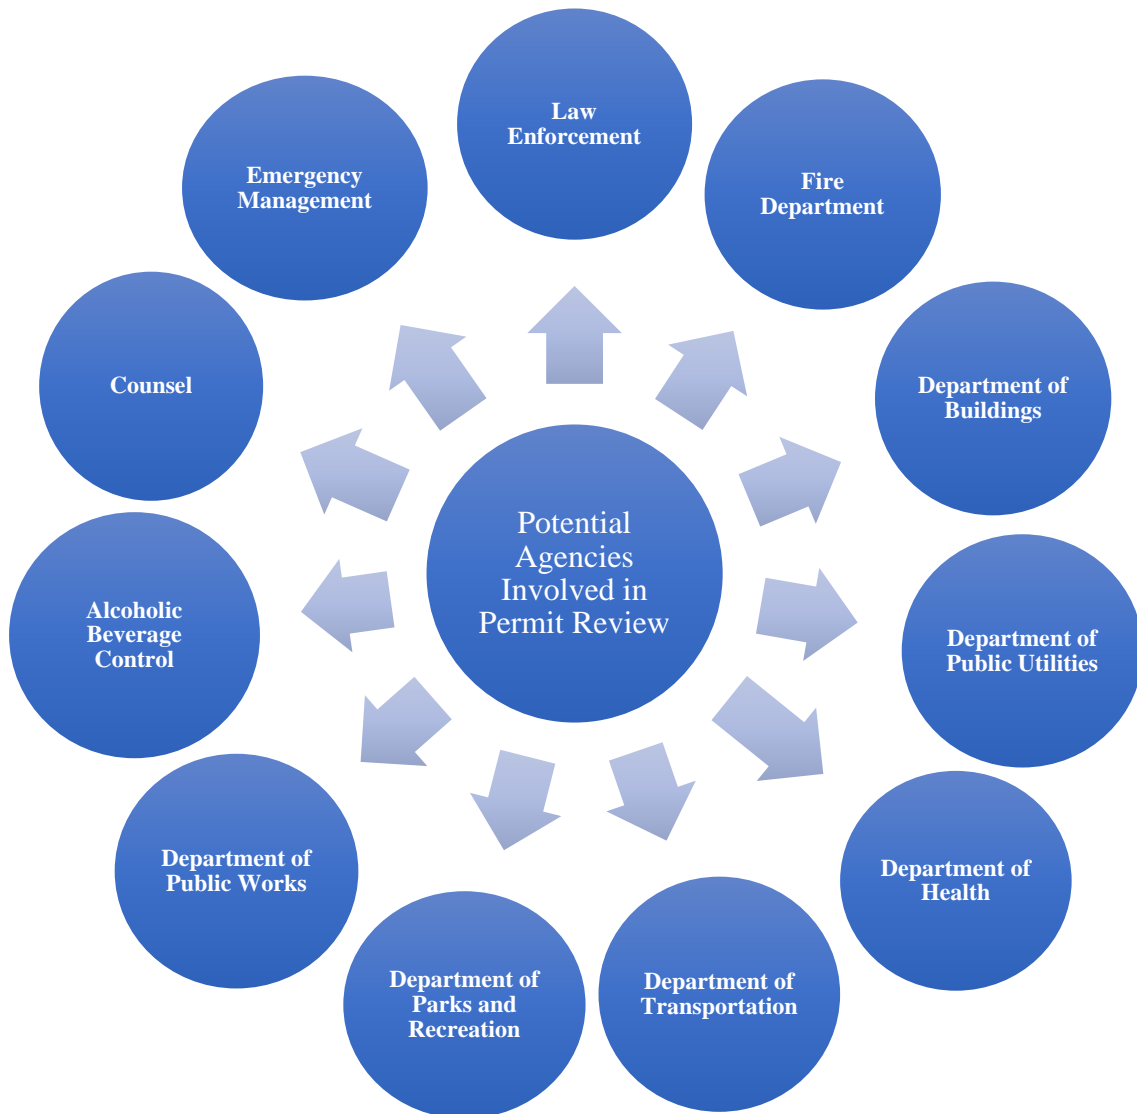 Law
Enforcement
Fire
Department
Department of
Buildings
Department of
Public Utilities
Department of
Health
Department of
Transportation
Department of
Parks and
Recreation
Department of
Public Works
Alcoholic
Beverage
Control
Counsel
Emergency
Management
Potential
Agencies
Involved in
Permit Review